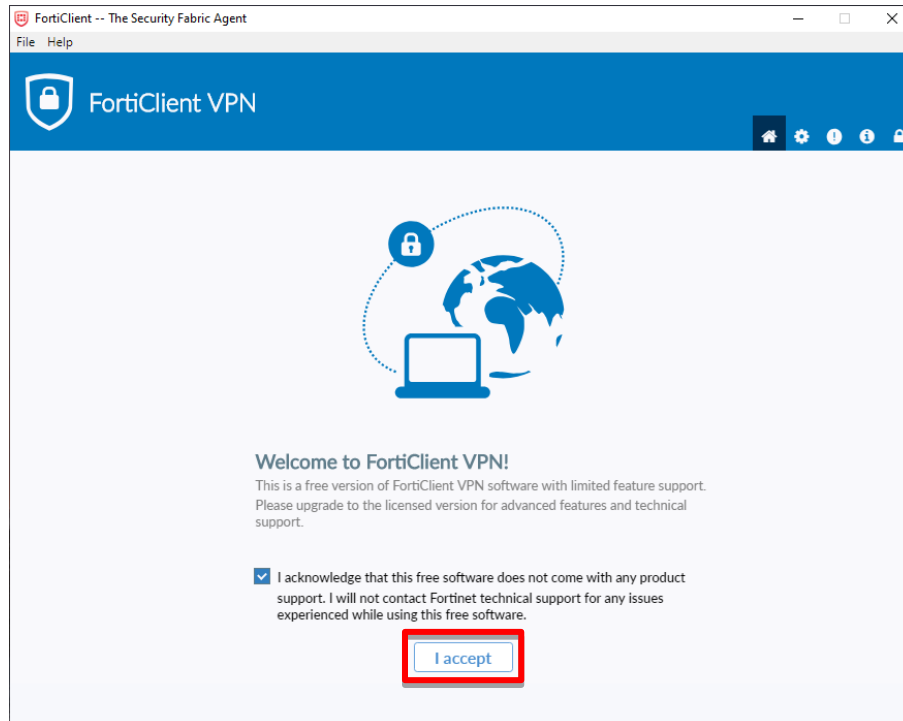 FortiClient -- The Security Fabric Agent
File Help
FortiClient VPN
Welcome to FortiClient VPN!
This is a free version of FortiClient VPN software with limited feature support.
Please upgrade to the licensed version for advanced features and technical
support.
I acknowledge that this free software does not come with any product
support. I will not contact Fortinet technical support for any issues
experienced while using this free software.
I accept